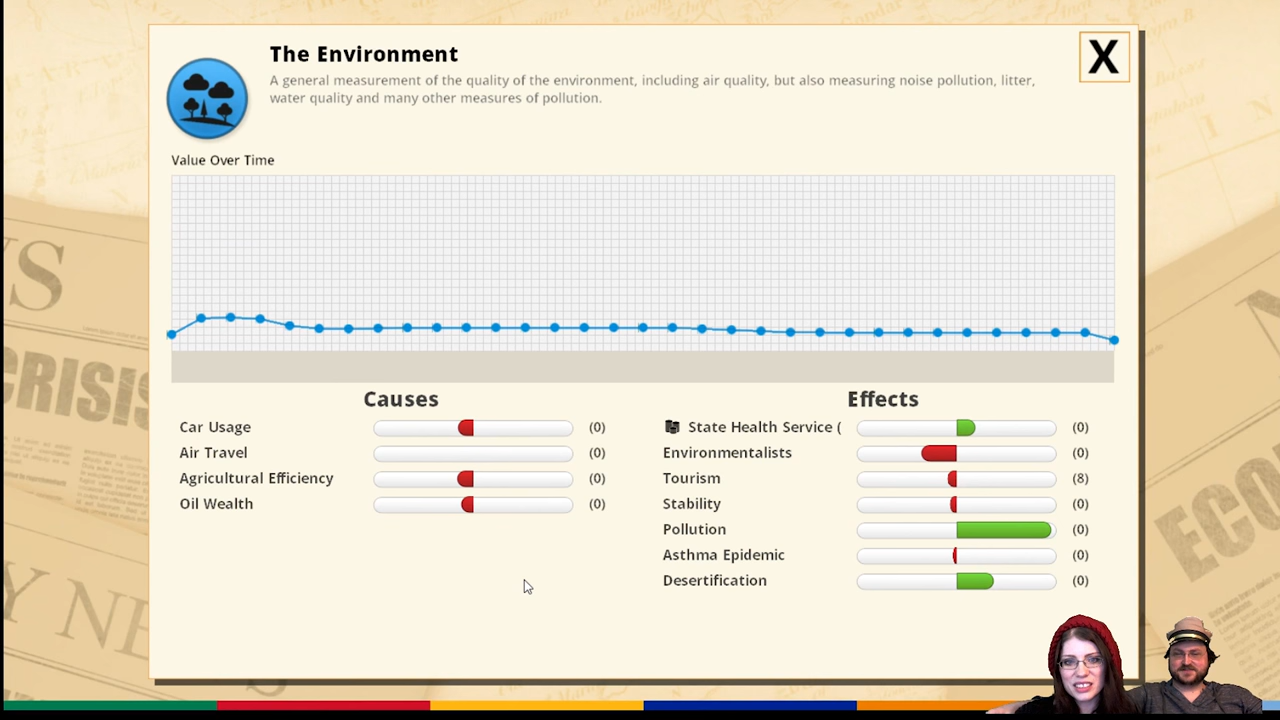 The Environment
X
A general measurement of the quality of the environment, including air quality, but also measuring noise pollution, litter,
water quality and many other measures of pollution.
Value Over Time
Causes
Car Usage (0)
Air Travel (0)
Agricultural Efficiency (0)
Oil Wealth (0)
Effects
State Health Service ( (0)
Environmentalists (0)
Tourism (8)
Stability (0)
Pollution (0)
Asthma Epidemic (0)
Desertification (0)
CRISIS
ECO